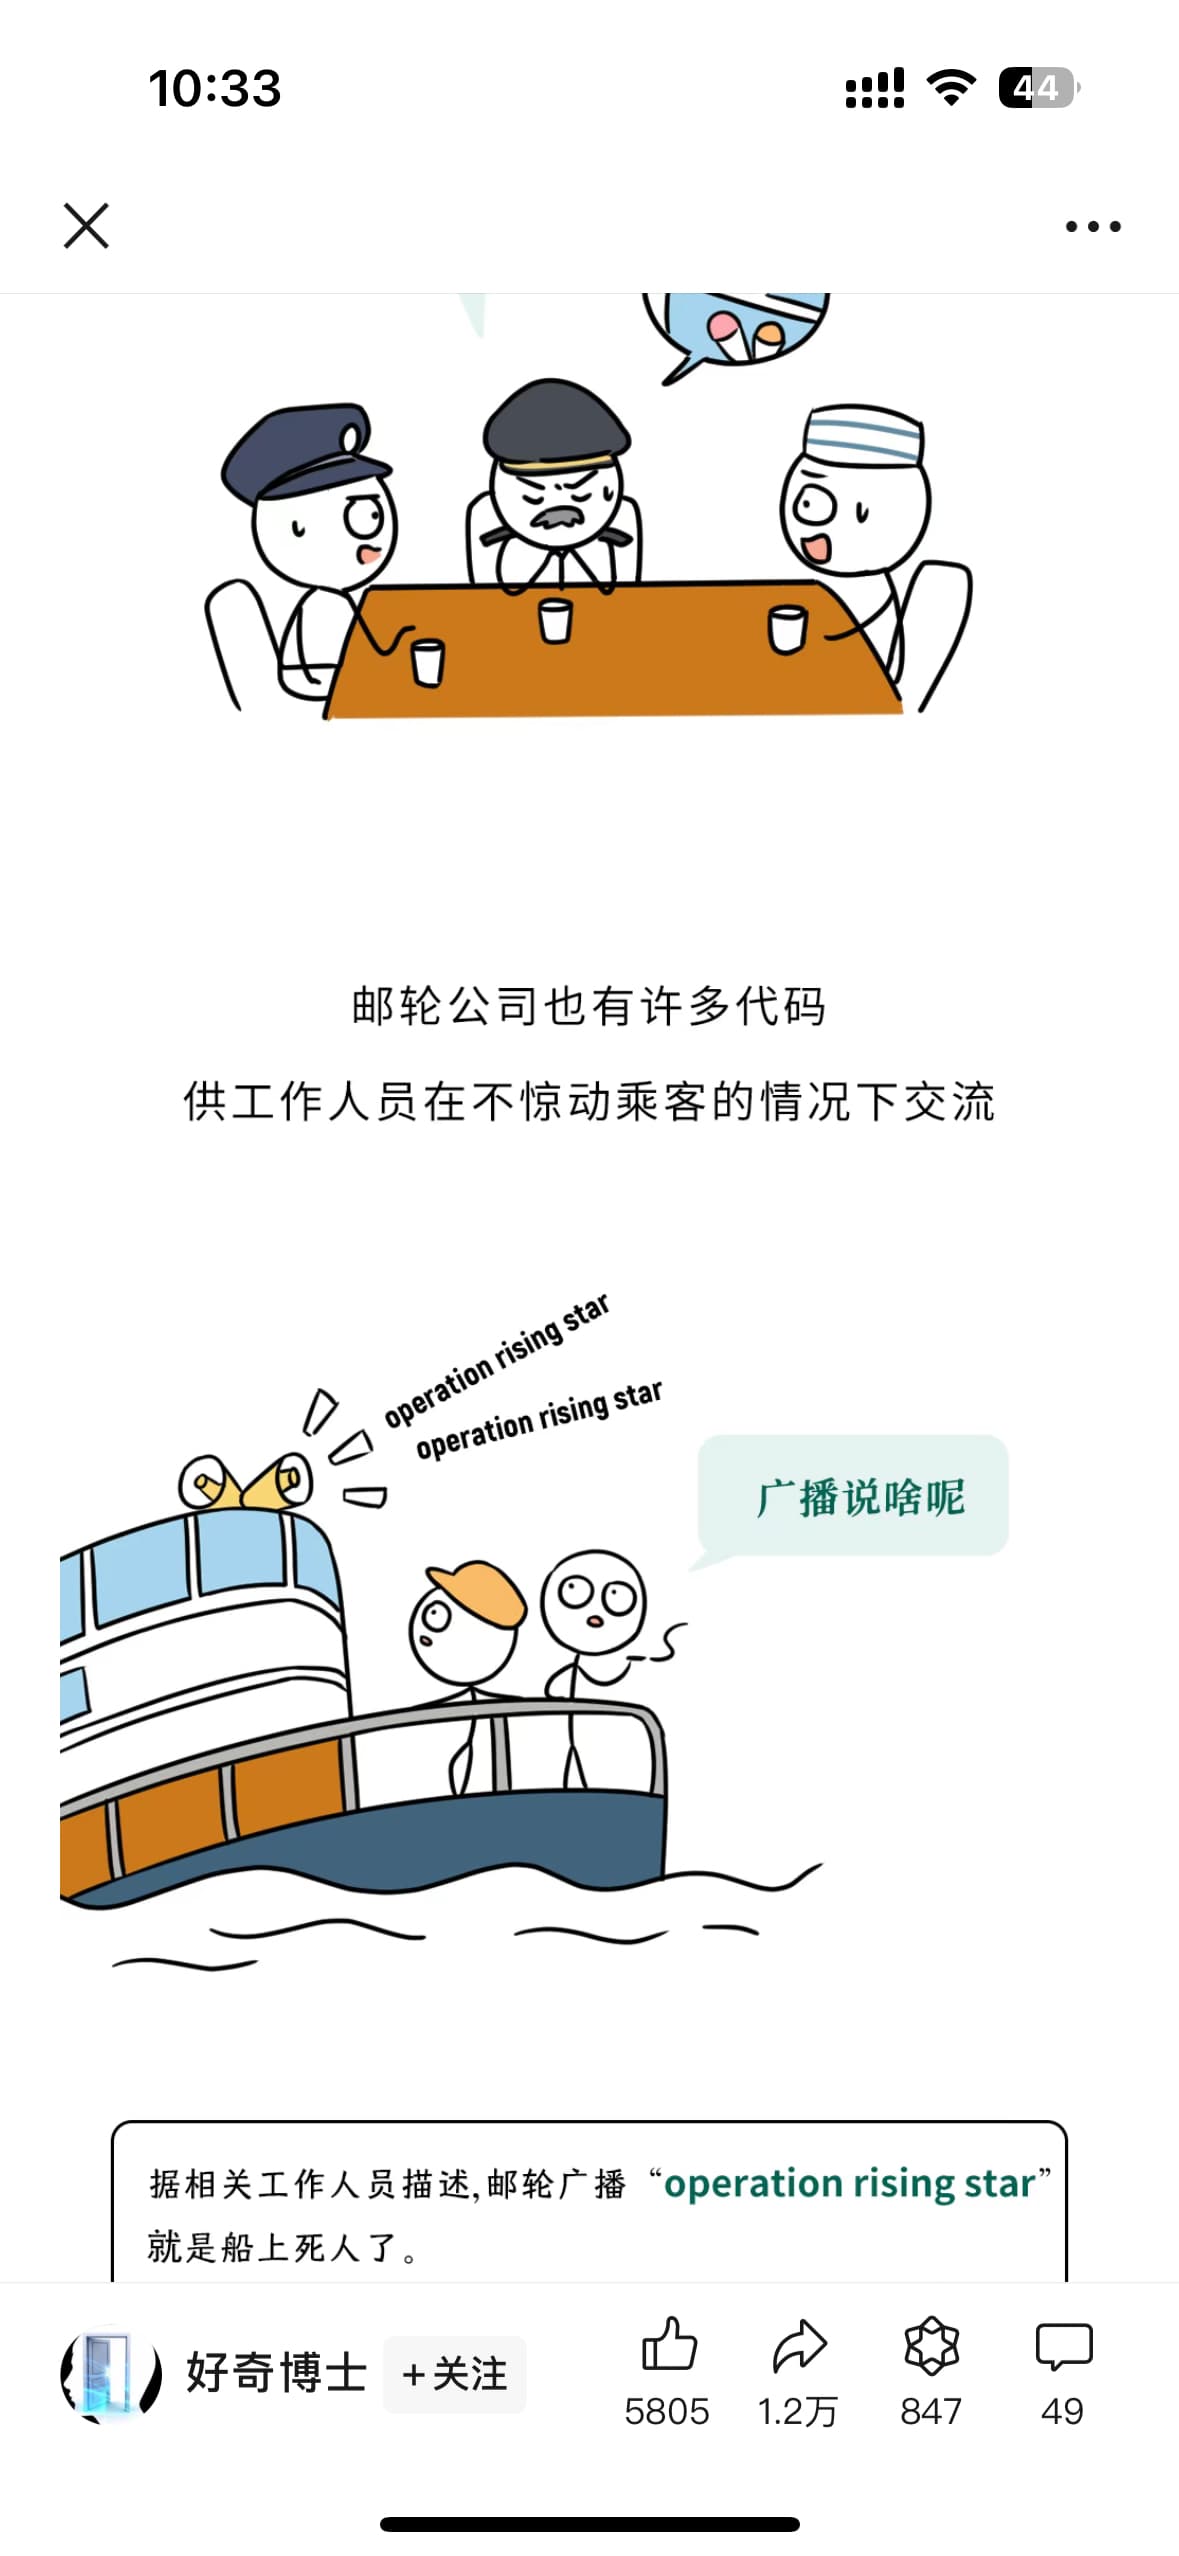 10:33
44
邮轮公司也有许多代码
供工作人员在不惊动乘客的情况下交流
operation rising star
operation rising star
广播说啥呢
据相关工作人员描述,邮轮广播“operation rising star”
就是船上死人了。
好奇博士
+关注
5805
1.2万
847
49